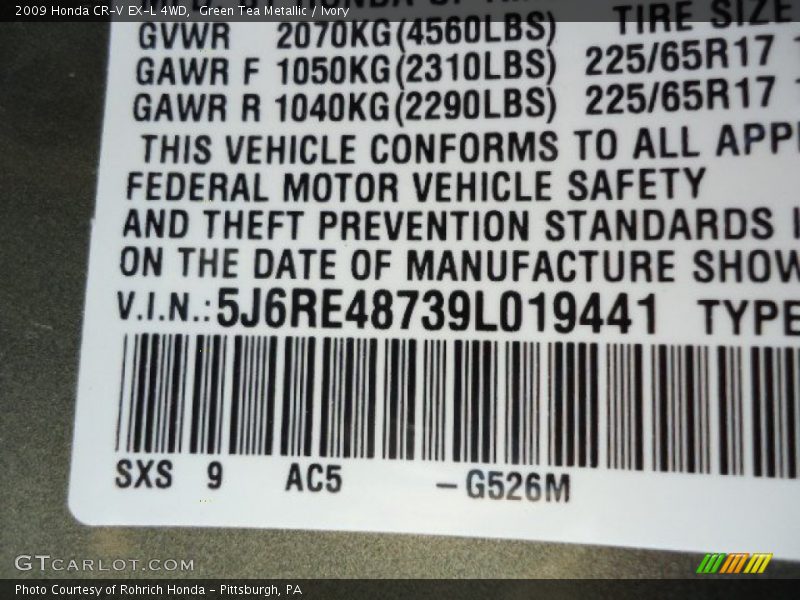 2009 Honda CR-V EX-L 4WD, Green Tea Metallic / Ivory
TIRE SIZE
GVWR 2070KG(4560LBS)
GAWR F 1050KG(2310LBS) 225/65R17
GAWR R 1040KG(2290LBS) 225/65R17
THIS VEHICLE CONFORMS TO ALL APPL
FEDERAL MOTOR VEHICLE SAFETY
AND THEFT PREVENTION STANDARDS
ON THE DATE OF MANUFACTURE SHOW
V.I.N.:5J6RE48739L019441 TYPE
SXS 9 AC5 -G526M
GTCARLOT.COM
Photo Courtesy of Rohrich Honda - Pittsburgh, PA